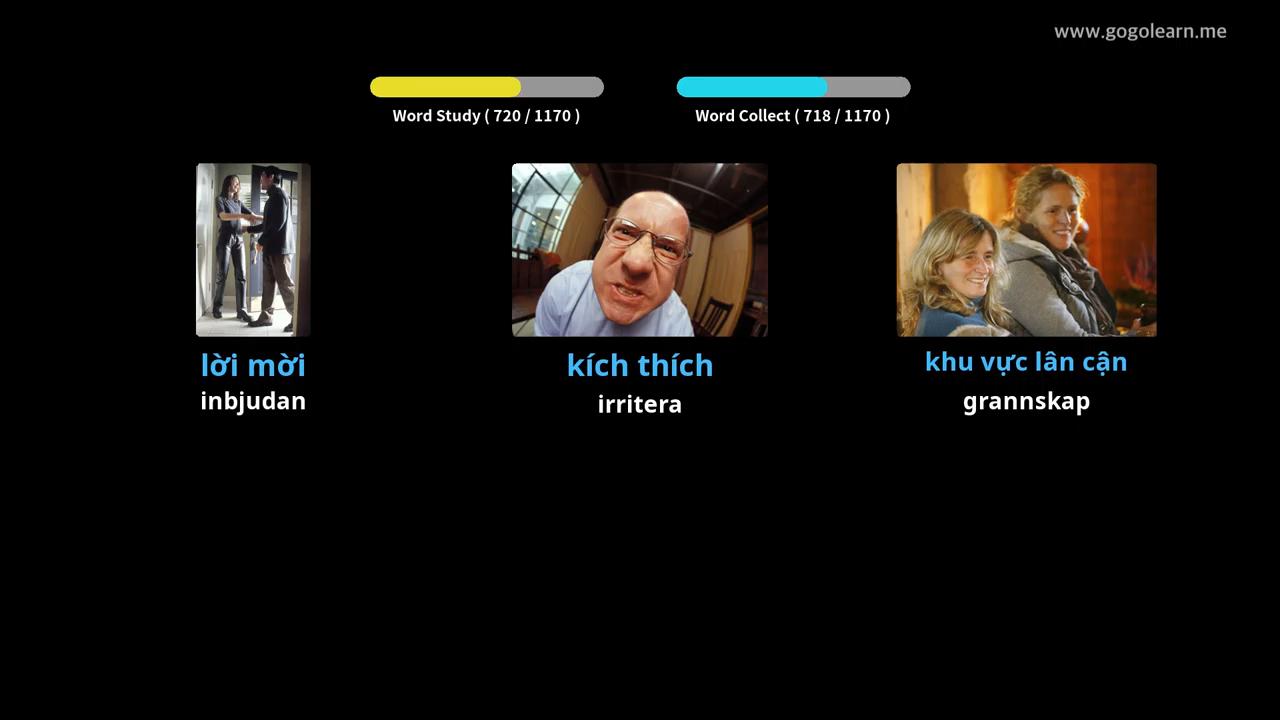 www.gogolearn.me
Word Study ( 720 / 1170 )
Word Collect ( 718 / 1170 )
lời mời
inbjudan
kích thích
irritera
khu vực lân cận
grannskap